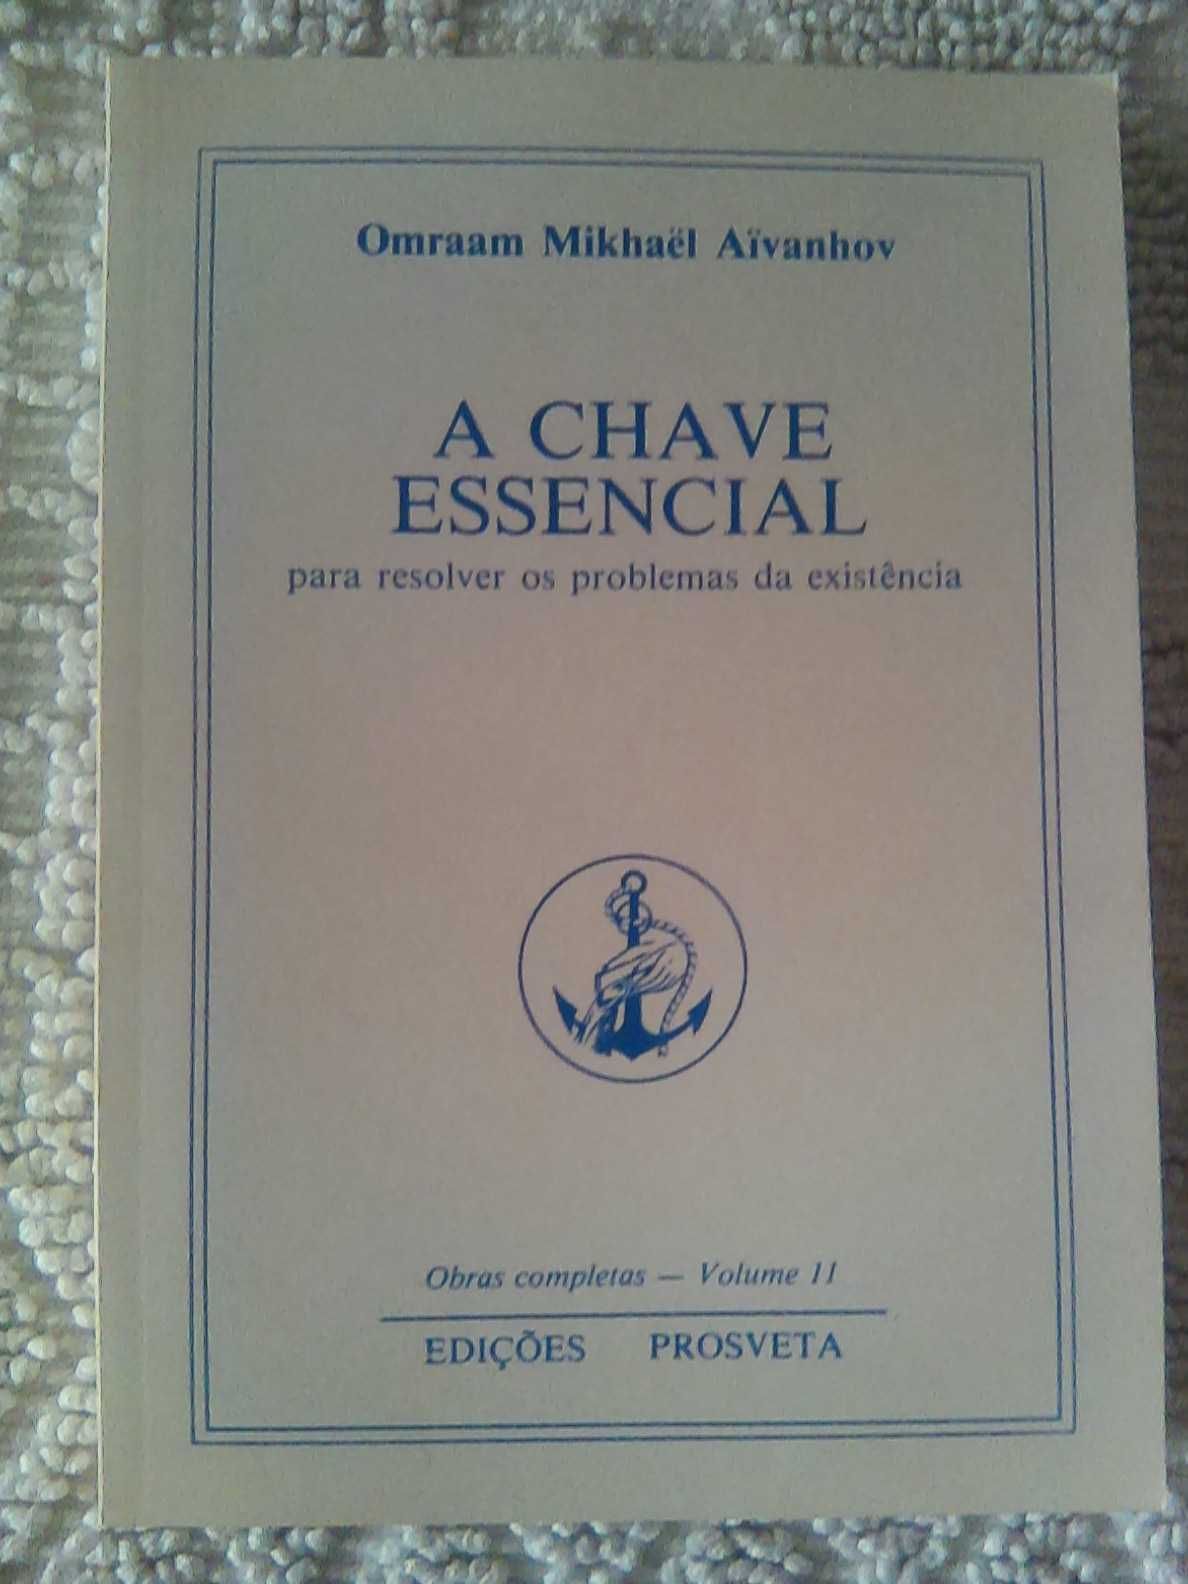 Omraam Mikhaël Aïvanhov
A CHAVE
ESSENCIAL
para resolver os problemas da existência
Obras completas — Volume 11
EDIÇÕES PROSVETA